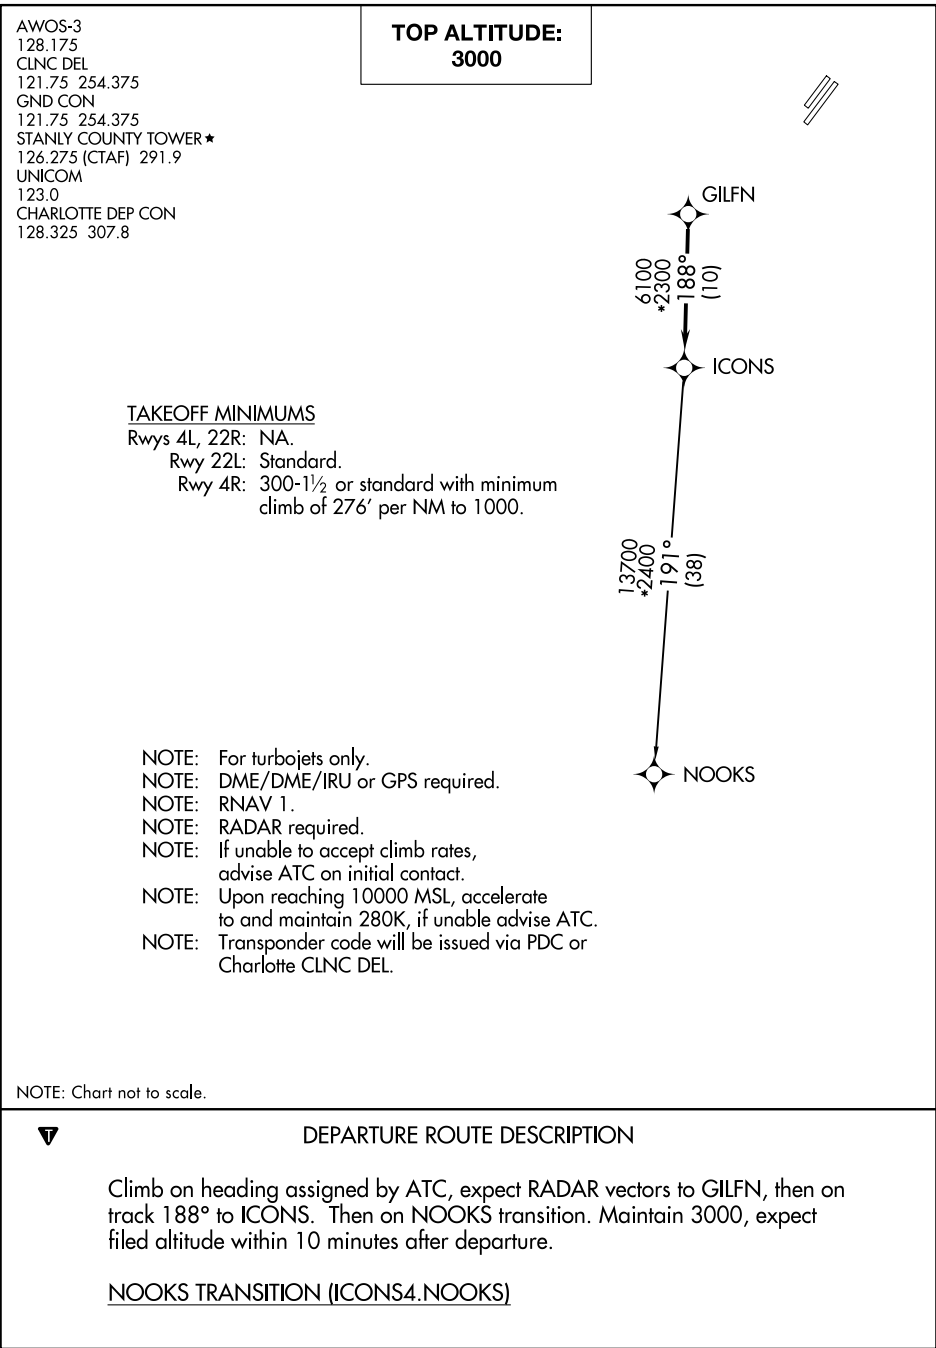 AWOS-3
128.175
CLNC DEL
121.75 254.375
GND CON
121.75 254.375
STANLY COUNTY TOWER★
126.275 (CTAF) 291.9
UNICOM
123.0
CHARLOTTE DEP CON
128.325 307.8
TOP ALTITUDE:
3000
GILFN
6100
*2300
188°
(10)
ICONS
TAKEOFF MINIMUMS
Rwys 4L, 22R: NA.
Rwy 22L: Standard.
Rwy 4R: 300-1½ or standard with minimum
climb of 276' per NM to 1000.
13700
*2400
191°
(38)
NOOKS
NOTE: For turbojets only.
NOTE: DME/DME/IRU or GPS required.
NOTE: RNAV 1.
NOTE: RADAR required.
NOTE: If unable to accept climb rates,
advise ATC on initial contact.
NOTE: Upon reaching 10000 MSL, accelerate
to and maintain 280K, if unable advise ATC.
NOTE: Transponder code will be issued via PDC or
Charlotte CLNC DEL.
NOTE: Chart not to scale.
T
DEPARTURE ROUTE DESCRIPTION
Climb on heading assigned by ATC, expect RADAR vectors to GILFN, then on
track 188° to ICONS. Then on NOOKS transition. Maintain 3000, expect
filed altitude within 10 minutes after departure.
NOOKS TRANSITION (ICONS4.NOOKS)